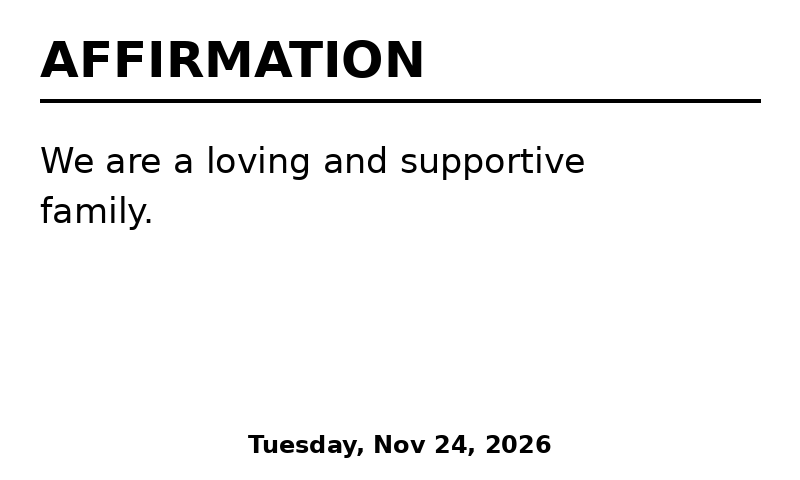 AFFIRMATION
We are a loving and supportive
family.
Tuesday, Nov 24, 2026